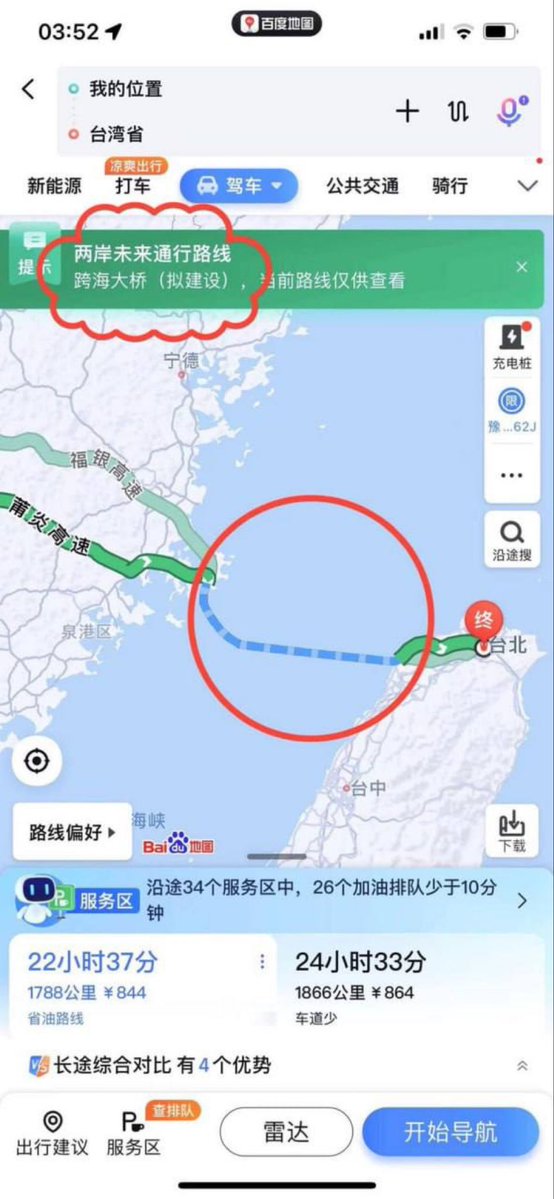 03:52
百度地图
我的位置
台湾省
凉爽出行
新能源
打车
驾车
公共交通
骑行
提示
两岸未来通行路线
跨海大桥（拟建设），当前路线仅供查看
充电桩
限
豫...62J
沿途搜
宁德
福银高速
莆炎高速
泉港区
终
台北
台中
海峡
路线偏好
Bai 地图
下载
P
服务区
沿途34个服务区中，26个加油排队少于10分
钟
22小时37分
1788公里 ¥844
省油路线
24小时33分
1866公里 ¥864
车道少
VS 长途综合对比 有4个优势
查排队
出行建议
P
服务区
雷达
开始导航